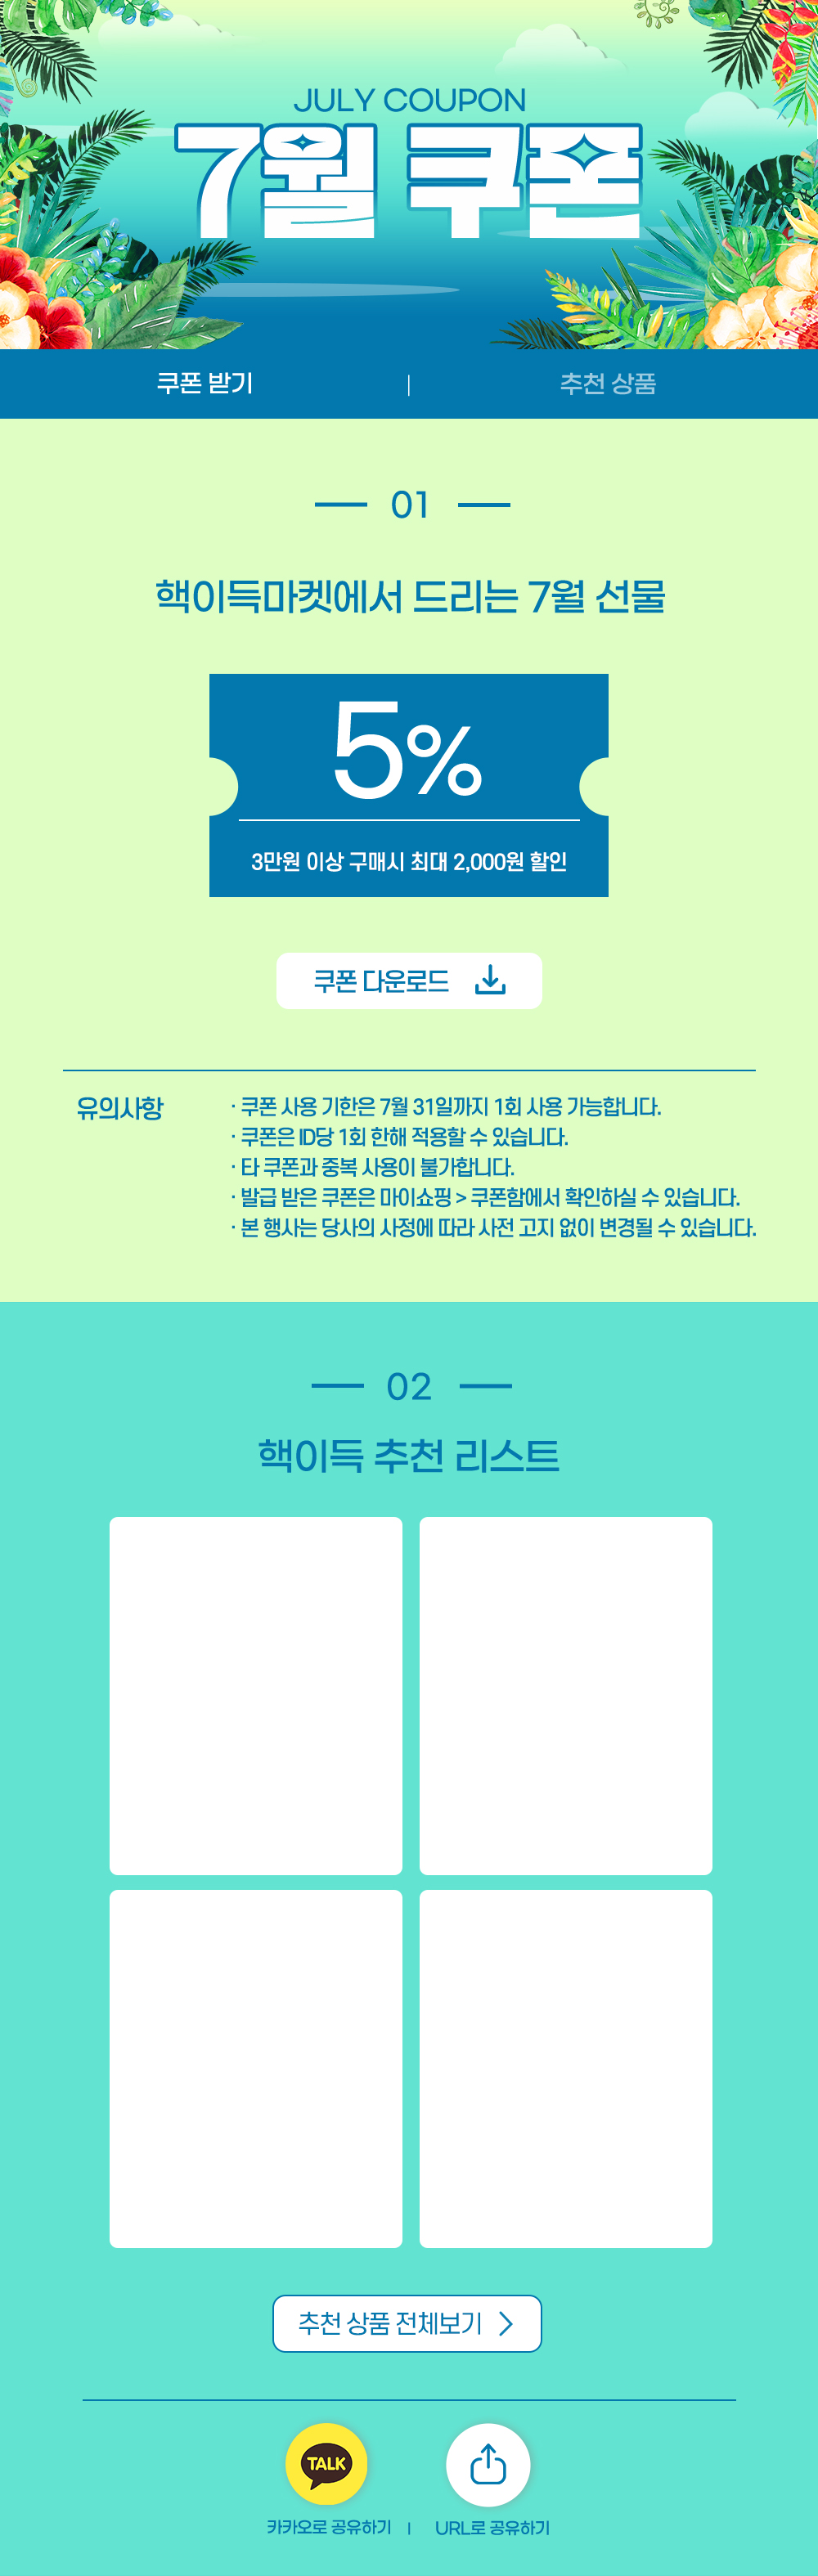 JULY COUPON
7월 쿠폰
쿠폰 받기 | 추천 상품
01
핵이득마켓에서 드리는 7월 선물
5%
3만원 이상 구매시 최대 2,000원 할인
쿠폰 다운로드
유의사항
· 쿠폰 사용 기한은 7월 31일까지 1회 사용 가능합니다.
· 쿠폰은 ID당 1회 한해 적용할 수 있습니다.
· 타 쿠폰과 중복 사용이 불가합니다.
· 발급 받은 쿠폰은 마이쇼핑 > 쿠폰함에서 확인하실 수 있습니다.
· 본 행사는 당사의 사정에 따라 사전 고지 없이 변경될 수 있습니다.
02
핵이득 추천 리스트
추천 상품 전체보기 >
TALK
카카오로 공유하기 | URL로 공유하기